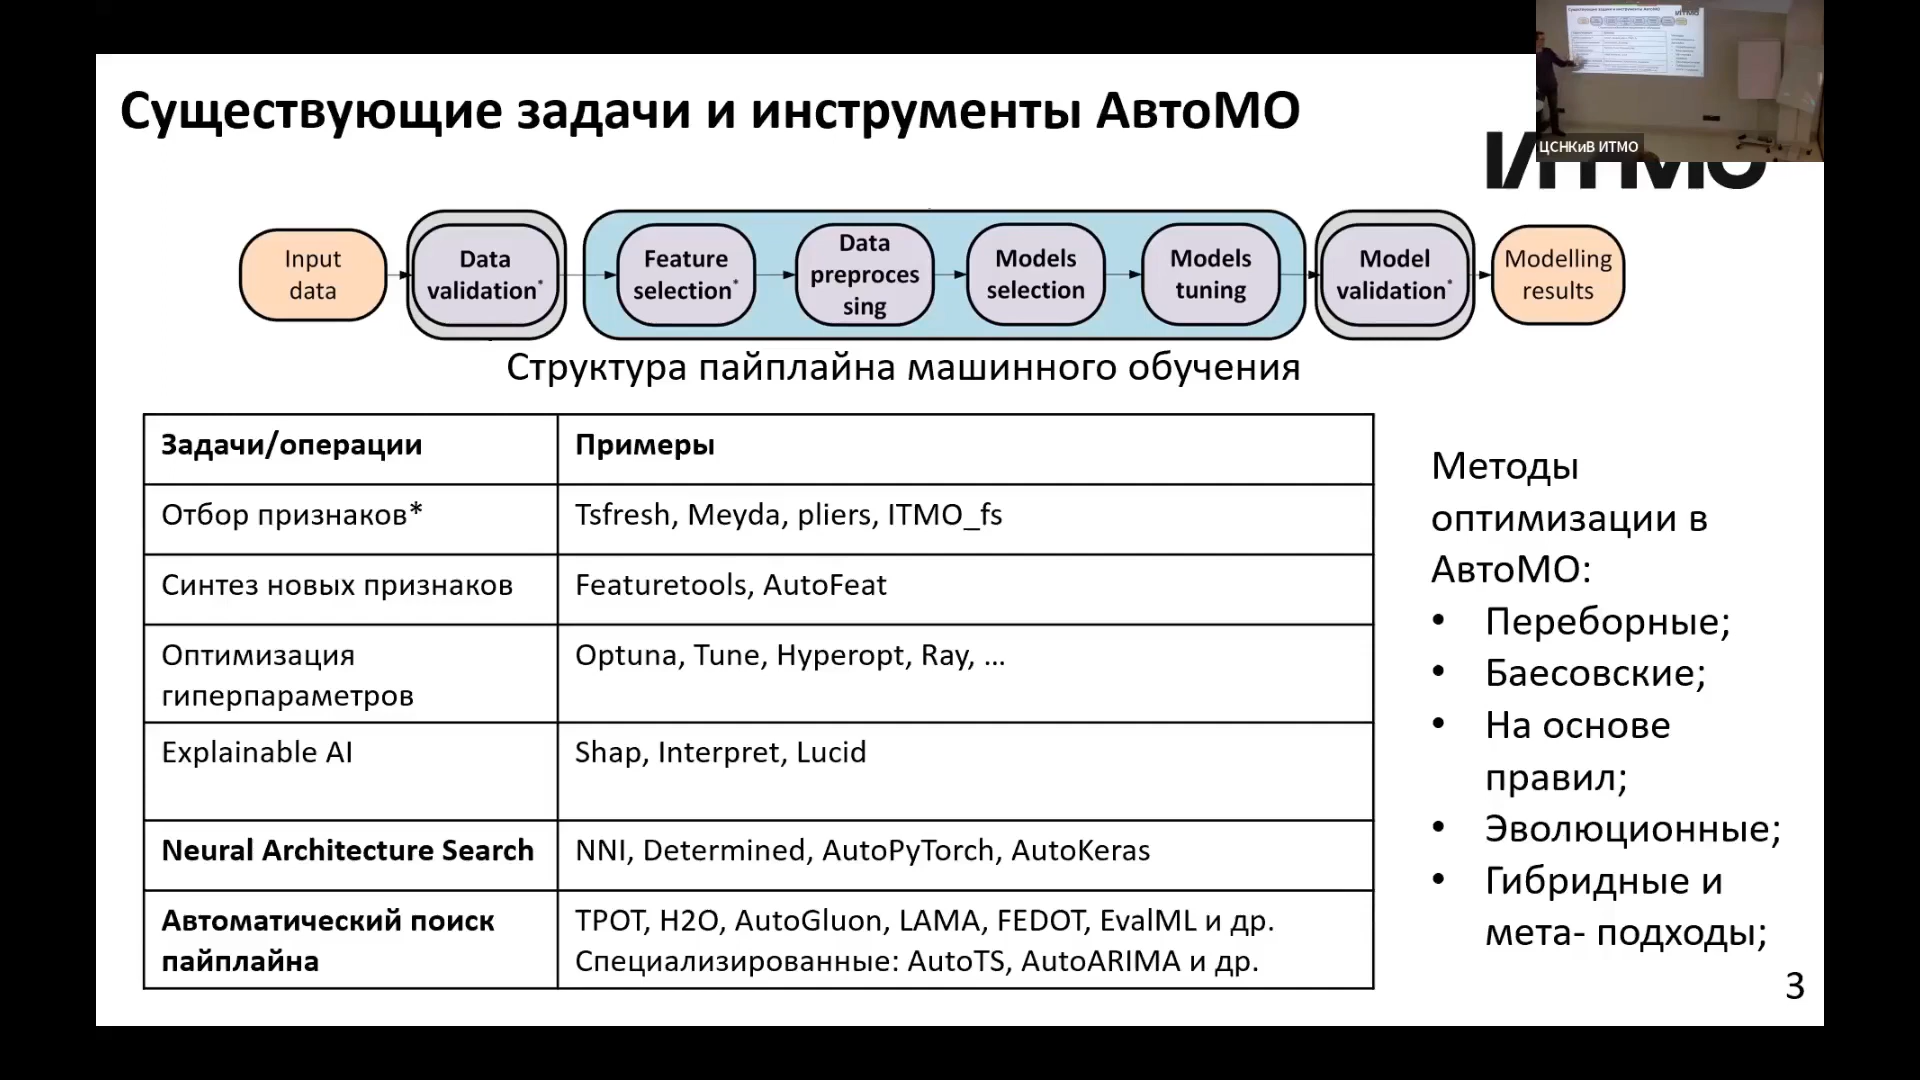 Существующие задачи и инструменты АвтоМО
ЦСНКиВ ИТМО
ИТМО
Input
data
Data
validation*
Feature
selection*
Data
preproces
sing
Models
selection
Models
tuning
Model
validation*
Modelling
results
Структура пайплайна машинного обучения
Задачи/операции
Примеры
Отбор признаков*
Tsfresh, Meyda, pliers, ITMO_fs
Синтез новых признаков
Featuretools, AutoFeat
Оптимизация
гиперпараметров
Optuna, Tune, Hyperopt, Ray, ...
Explainable AI
Shap, Interpret, Lucid
Neural Architecture Search
NNI, Determined, AutoPyTorch, AutoKeras
Автоматический поиск
пайплайна
TPOT, H2O, AutoGluon, LAMA, FEDOT, EvalML и др.
Специализированные: AutoTS, AutoARIMA и др.
Методы
оптимизации в
АвтоМО:
• Переборные;
• Баесовские;
• На основе
правил;
• Эволюционные;
• Гибридные и
мета- подходы;
3